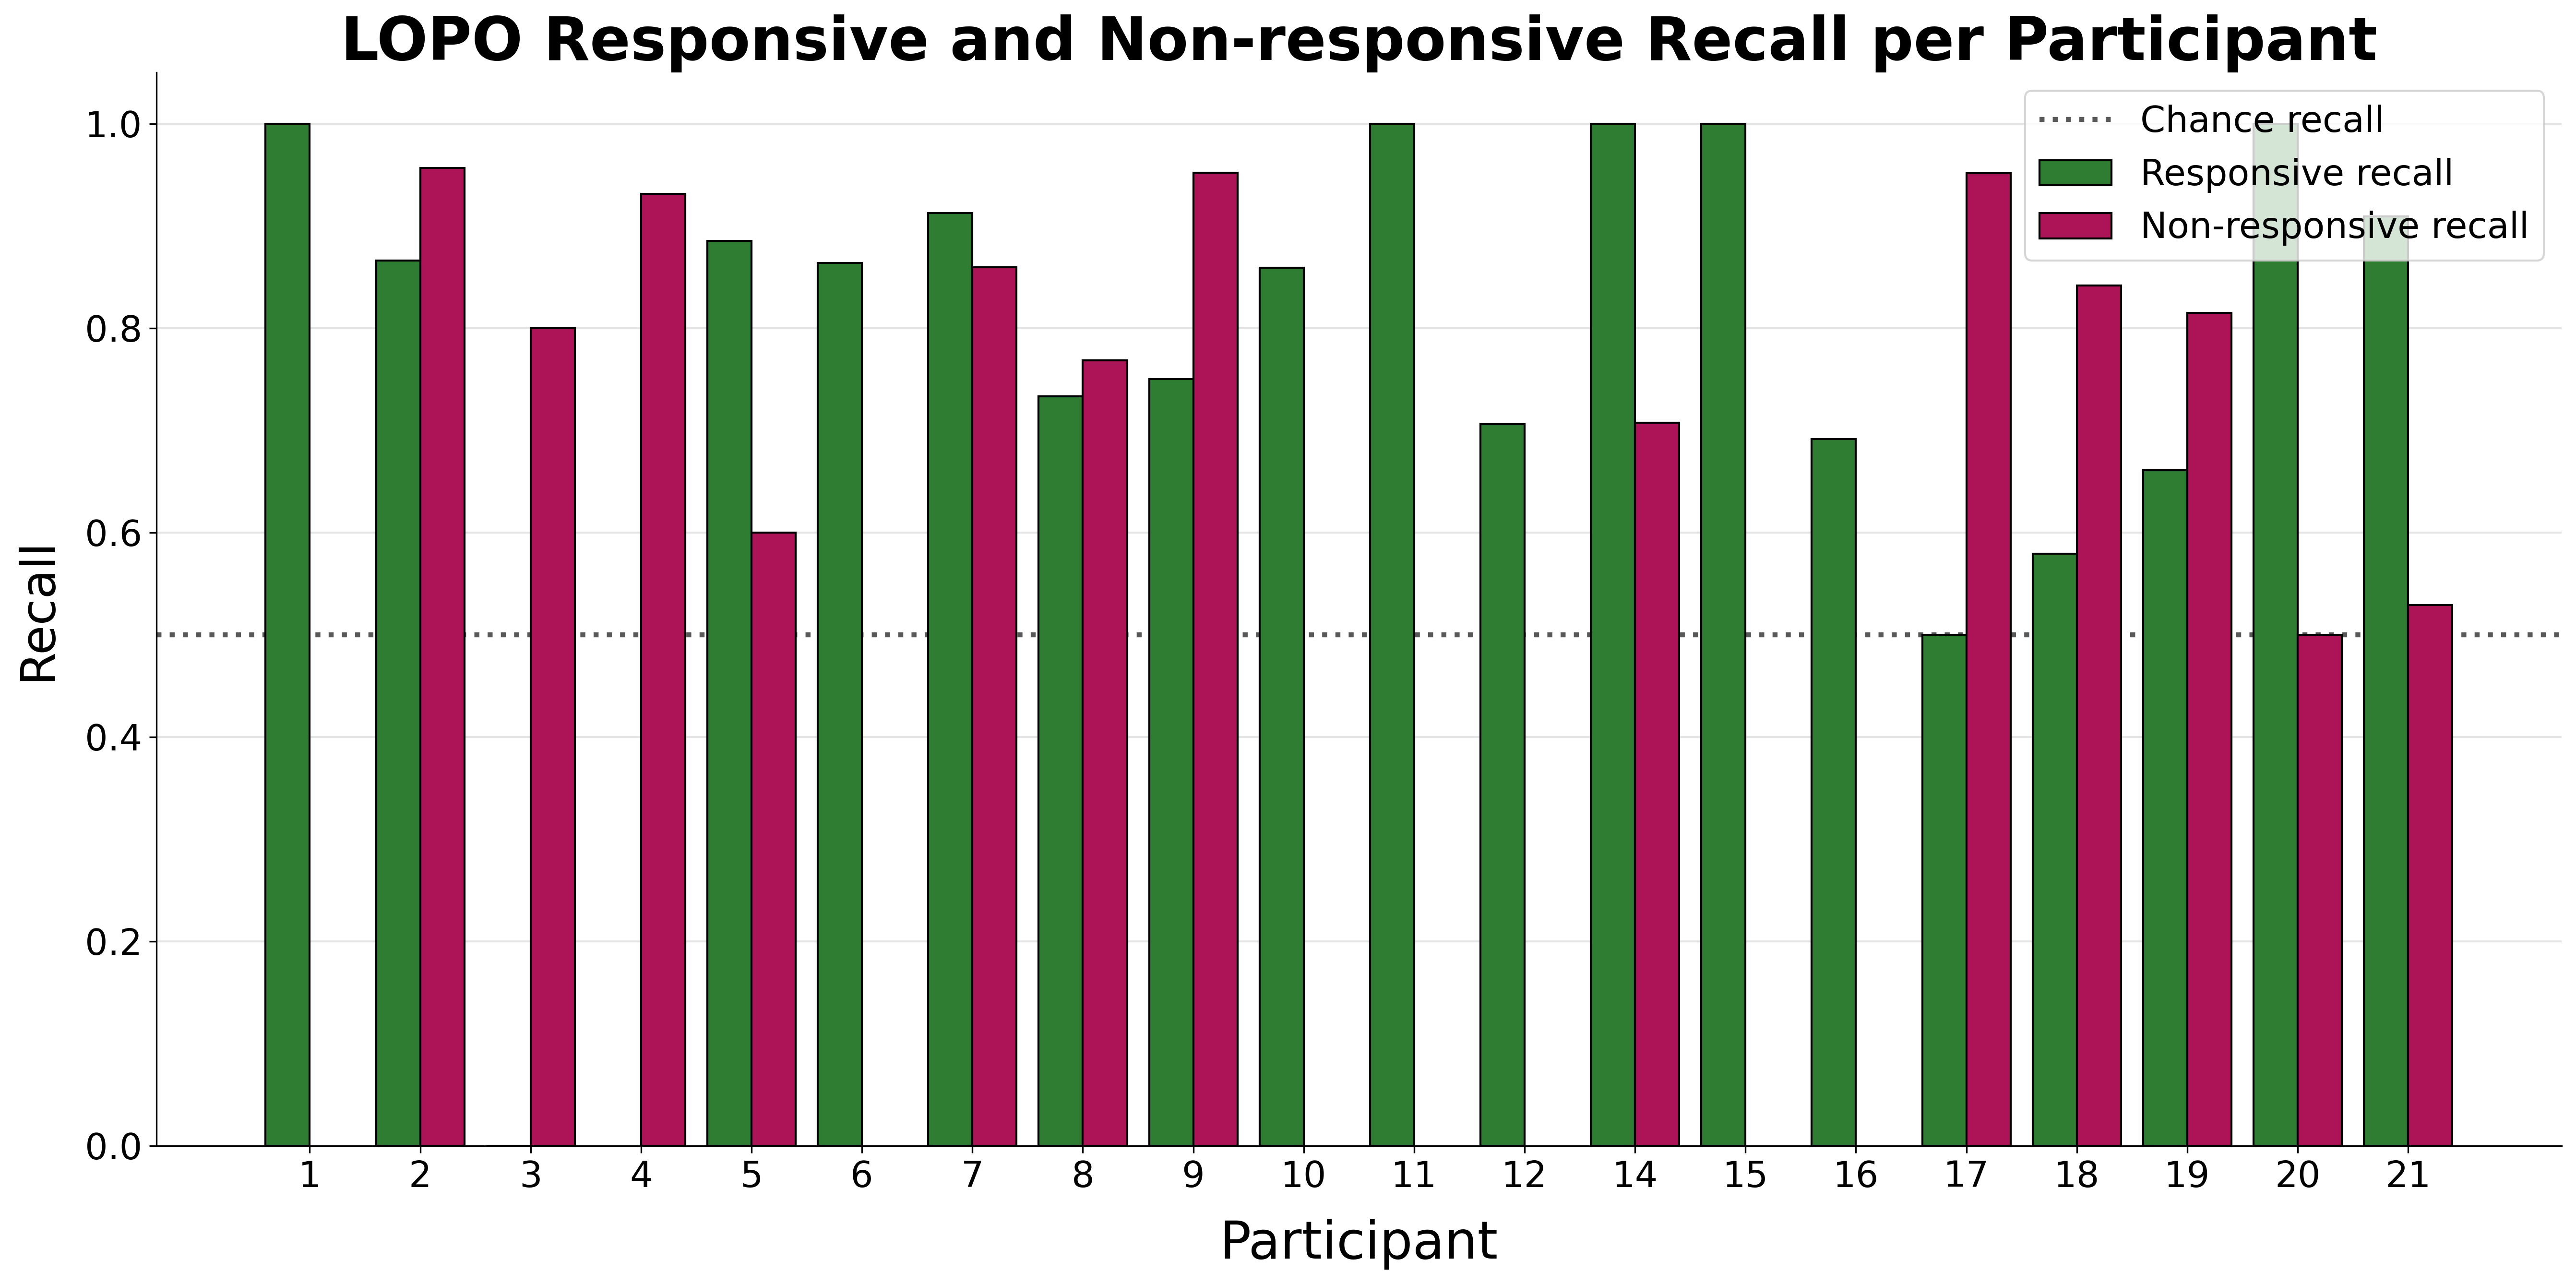 LOPO Responsive and Non-responsive Recall per Participant
Chance recall
Responsive recall
Non-responsive recall
1.0
0.8
0.6
0.4
0.2
0.0
Recall
1 2 3 4 5 6 7 8 9 10 11 12 14 15 16 17 18 19 20 21
Participant